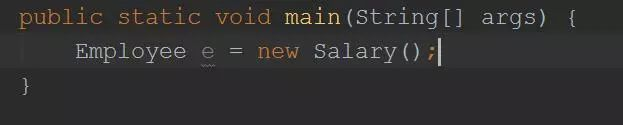 public static void main(String[] args) {
    Employee e = new Salary();
}